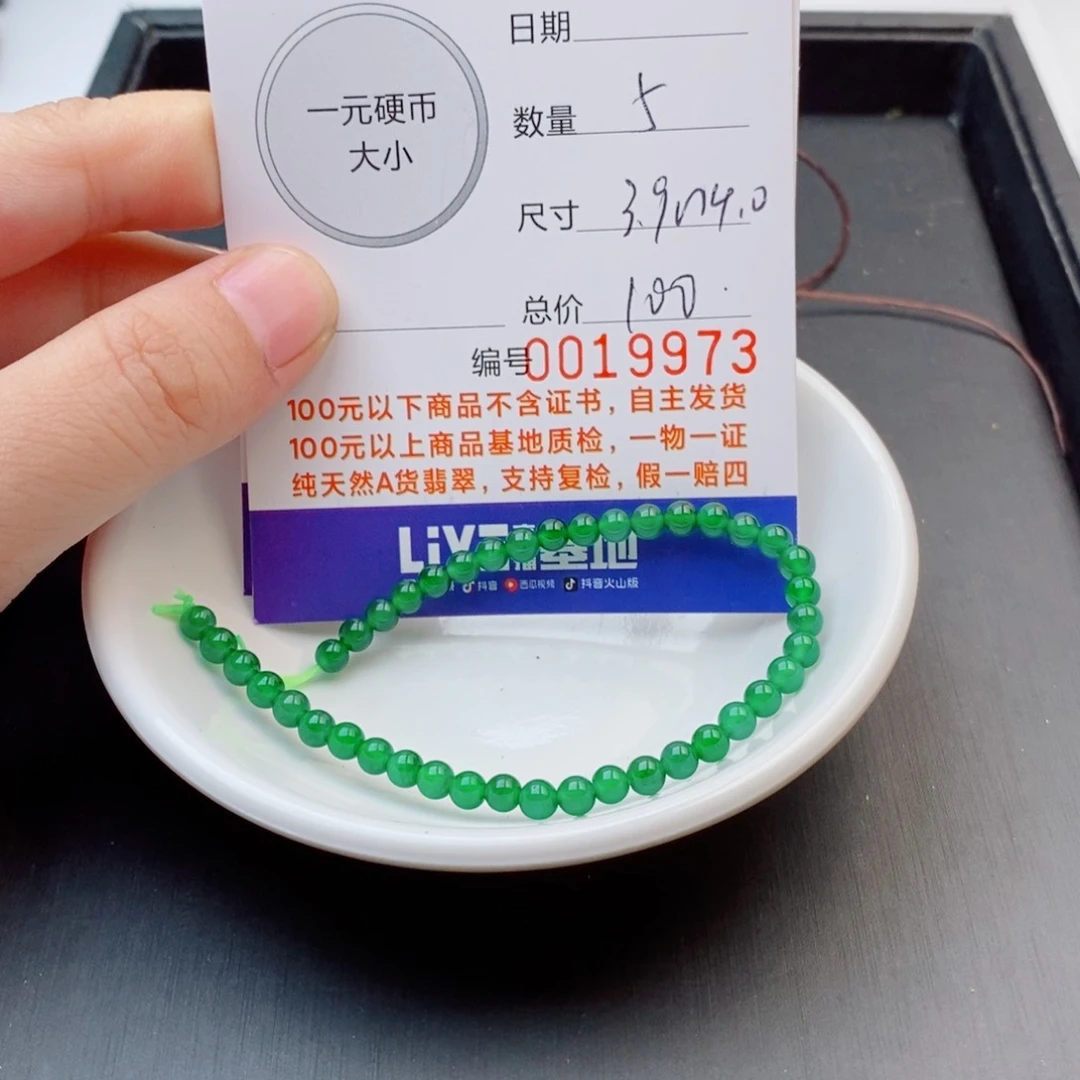 一元硬币
大小
日期
数量 5
尺寸 3.9n4.0
总价 100.
编号0019973
100元以下商品不含证书，自主发货
100元以上商品基地质检，一物一证
纯天然A货翡翠，支持复检，假一赔四
基地
抖音 西瓜视频 抖音火山版